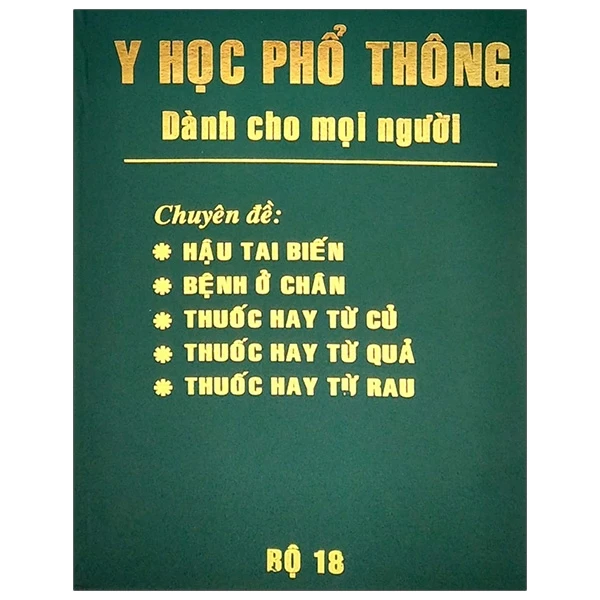 Y HỌC PHỔ THÔNG
Dành cho mọi người
Chuyên đề:
HẬU TAI BIẾN
BỆNH Ở CHÂN
THUỐC HAY TỪ CỦ
THUỐC HAY TỪ QUẢ
THUỐC HAY TỪ RAU
BỘ 18